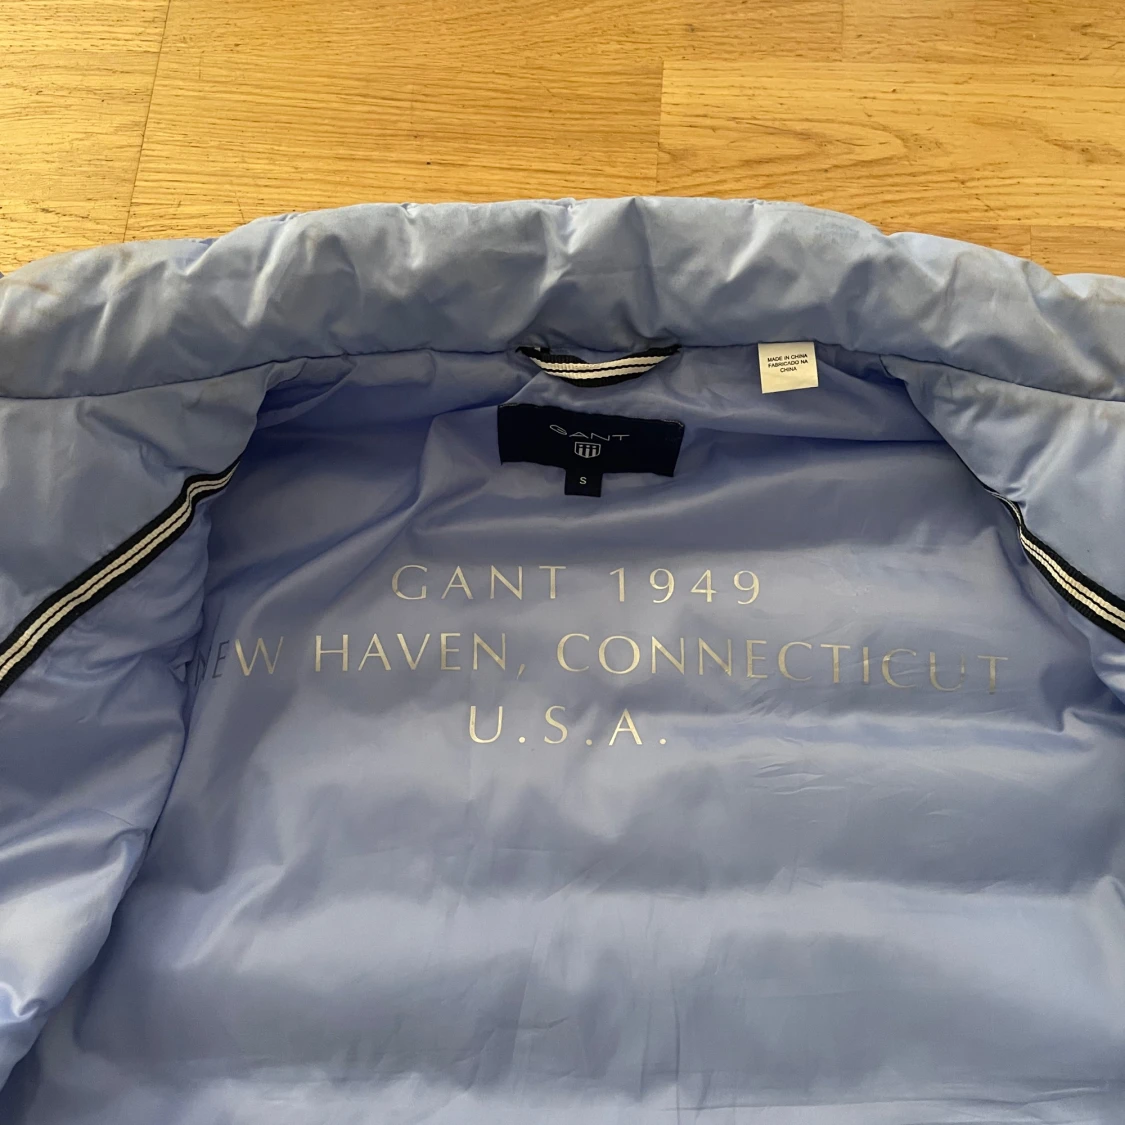 MADE IN CHINA
FABRICADO NA
CHINA
GANT
S
GANT 1949
NEW HAVEN, CONNECTICUT
U.S.A.